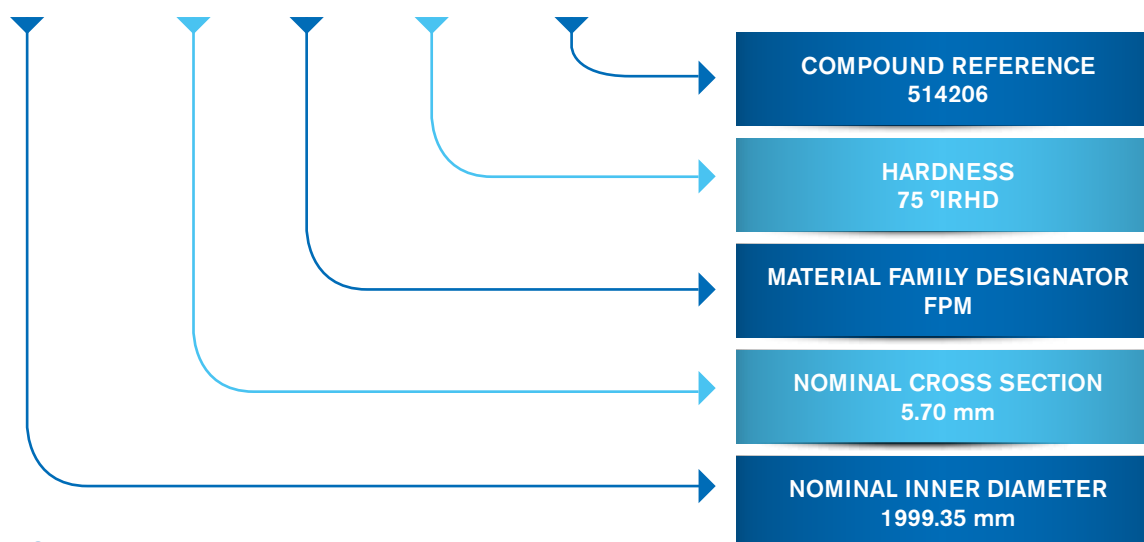 COMPOUND REFERENCE
514206
HARDNESS
75 °IRHD
MATERIAL FAMILY DESIGNATOR
FPM
NOMINAL CROSS SECTION
5.70 mm
NOMINAL INNER DIAMETER
1999.35 mm